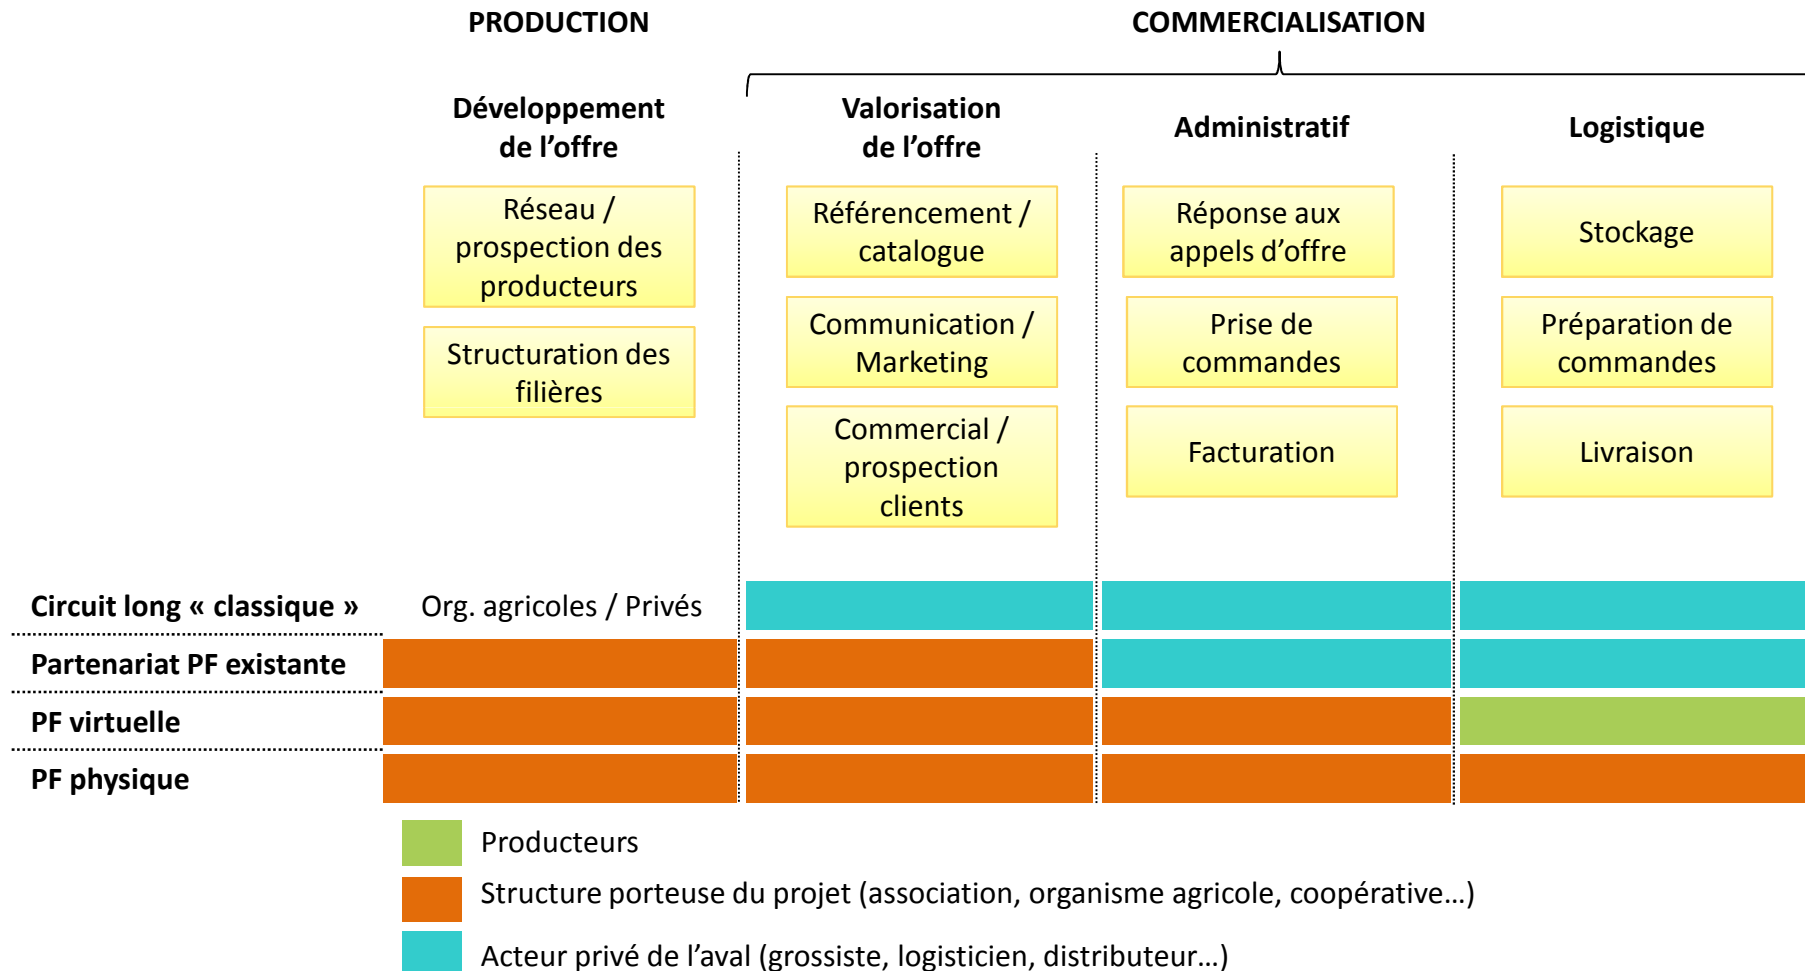 PRODUCTION
COMMERCIALISATION
Développement
de l’offre
Valorisation
de l’offre
Administratif
Logistique
Réseau /
prospection des
producteurs
Structuration des
filières
Référencement /
catalogue
Communication /
Marketing
Commercial /
prospection
clients
Réponse aux
appels d’offre
Prise de
commandes
Facturation
Stockage
Préparation de
commandes
Livraison
Circuit long « classique »
Org. agricoles / Privés
Partenariat PF existante
PF virtuelle
PF physique
Producteurs
Structure porteuse du projet (association, organisme agricole, coopérative…)
Acteur privé de l’aval (grossiste, logisticien, distributeur…)